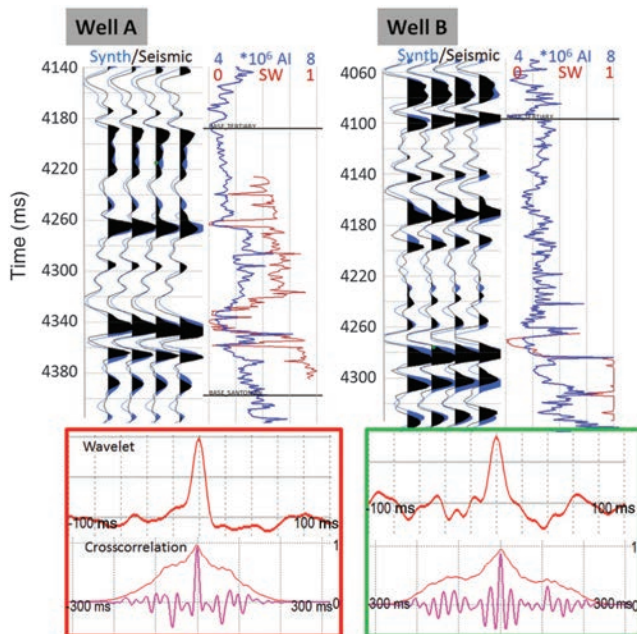 Well A
Well B
Synth/Seismic
4 *10⁶ AI 8
0 SW 1
Synth/Seismic
4 *10⁶ AI 8
0 SW 1
Time (ms)
4140
4180
4220
4260
4300
4340
4380
BASE_TERTIARY
4060
4100
4140
4180
4220
4260
4300
BASE_TERTIARY
Wavelet
-100 ms
100 ms
Crosscorrelation
1
-300 ms
300 ms
0
-100 ms
100 ms
1
-300 ms
300 ms
0